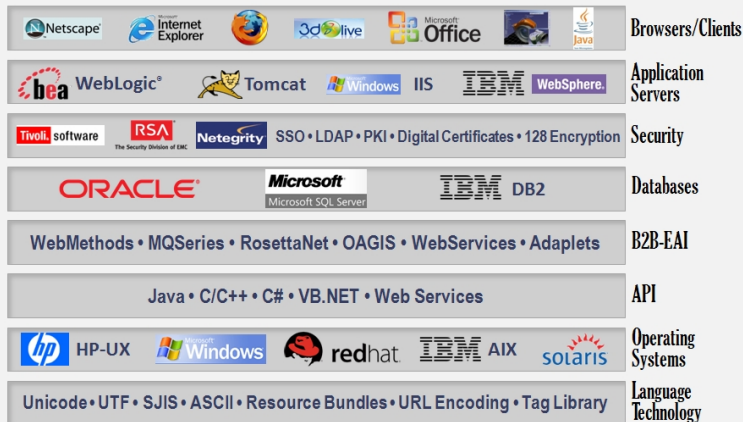 Netscape
Microsoft
Internet
Explorer
3d live
Microsoft
Office
Java
Browsers/Clients
bea WebLogic®
Tomcat
Microsoft
Windows IIS
IBM WebSphere.
Application
Servers
Tivoli. software
RSA
The Security Division of EMC
Netegrity
SSO • LDAP • PKI • Digital Certificates • 128 Encryption
Security
ORACLE®
Microsoft
Microsoft SQL Server
IBM DB2
Databases
WebMethods • MQSeries • RosettaNet • OAGIS • WebServices • Adaplets
B2B-EAI
Java • C/C++ • C# • VB.NET • Web Services
API
hp HP-UX
Microsoft
Windows
redhat.
IBM AIX
solaris
Operating
Systems
Unicode • UTF • SJIS • ASCII • Resource Bundles • URL Encoding • Tag Library
Language
Technology